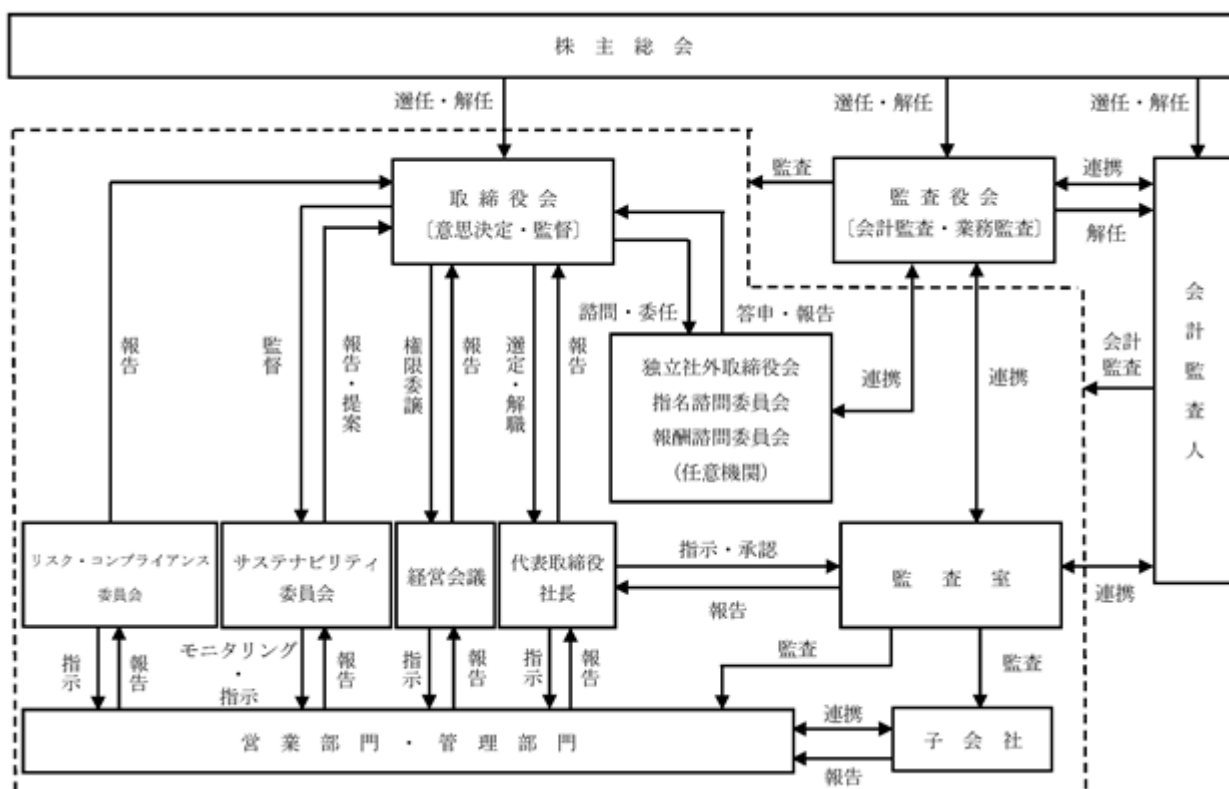 株主総会
選任・解任
選任・解任
選任・解任
取締役会
〔意思決定・監督〕
監査
監査役会
〔会計監査・業務監査〕
連携
解任
会計監査人
会計
監査
報告
監督
報告・提案
権限委譲
報告
選定・解職
報告
諮問・委任
答申・報告
独立社外取締役会
指名諮問委員会
報酬諮問委員会
(任意機関)
連携
連携
リスク・コンプライアンス
委員会
サステナビリティ
委員会
経営会議
代表取締役
社長
指示・承認
報告
監査室
連携
指示
報告
モニタリング
・
指示
報告
指示
報告
指示
報告
監査
監査
営業部門・管理部門
連携
報告
子会社